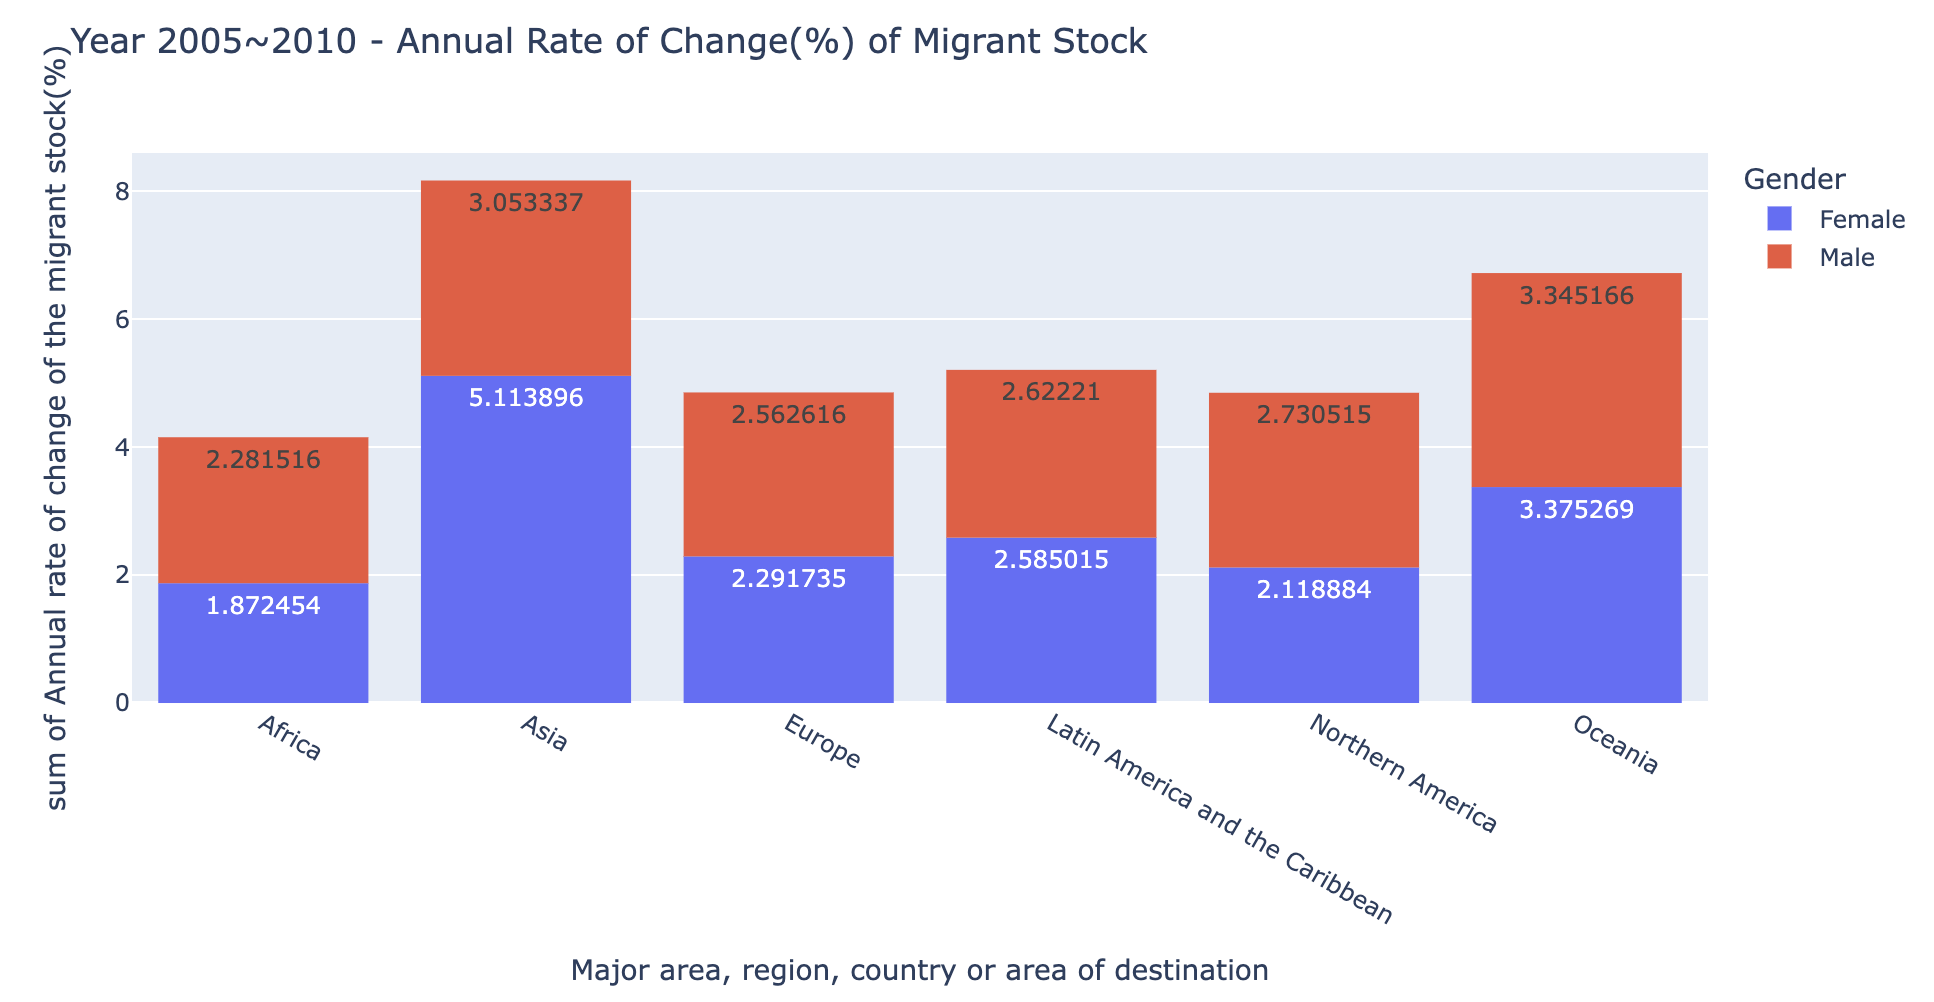 Year 2005~2010 - Annual Rate of Change(%) of Migrant Stock
sum of Annual rate of change of the migrant stock(%)
8
6
4
2
0
2.281516
1.872454
3.053337
5.113896
2.562616
2.291735
2.62221
2.585015
2.730515
2.118884
3.345166
3.375269
Africa
Asia
Europe
Latin America and the Caribbean
Northern America
Oceania
Major area, region, country or area of destination
Gender
Female
Male